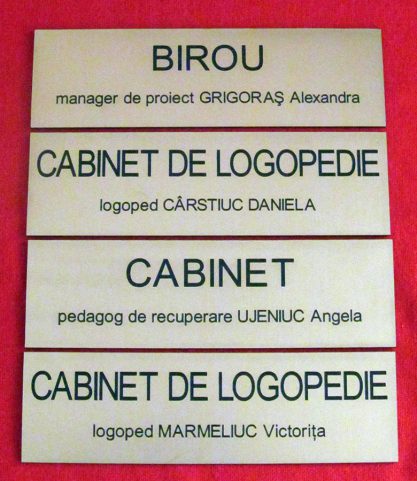 BIROU
manager de proiect GRIGORAŞ Alexandra
CABINET DE LOGOPEDIE
logoped CÂRSTIUC DANIELA
CABINET
pedagog de recuperare UJENIUC Angela
CABINET DE LOGOPEDIE
logoped MARMELIUC Victorița